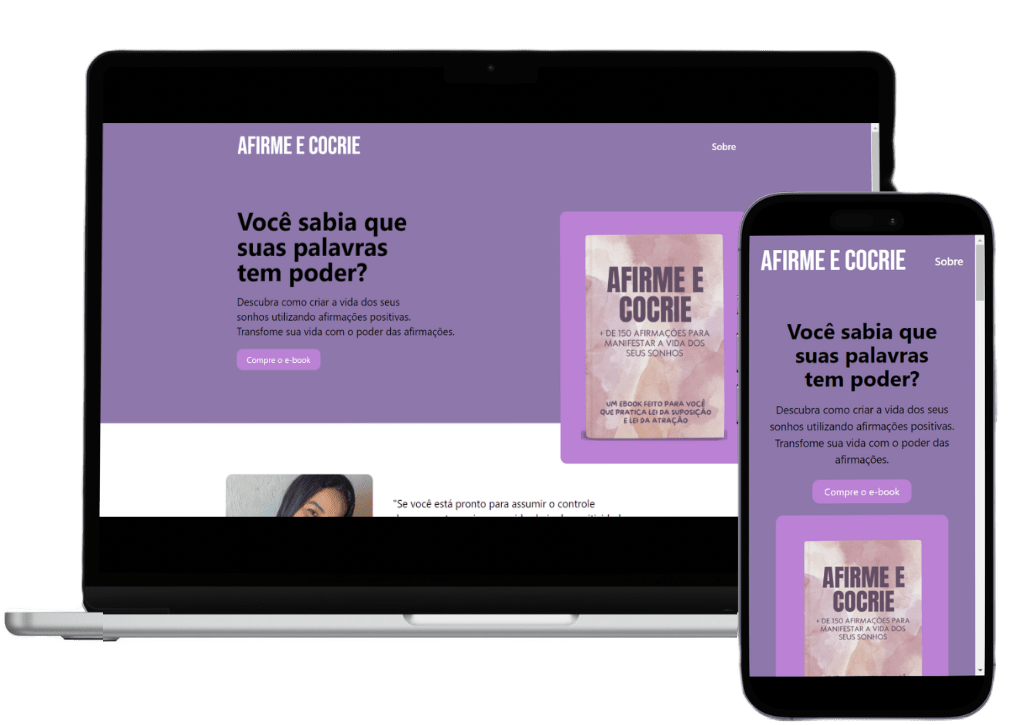 AFIRME E COCRIE
Sobre
Você sabia que
suas palavras
tem poder?
Descubra como criar a vida dos seus
sonhos utilizando afirmações positivas.
Transfome sua vida com o poder das afirmações.
Compre o e-book
AFIRME E
COCRIE
+ DE 150 AFIRMAÇÕES PARA
MANIFESTAR A VIDA DOS
SEUS SONHOS
UM EBOOK FEITO PARA VOCÊ
QUE PRATICA LEI DA SUPOSIÇÃO
E LEI DA ATRAÇÃO
"Se você está pronto para assumir o controle
AFIRME E COCRIE
Sobre
Você sabia que
suas palavras
tem poder?
Descubra como criar a vida dos seus
sonhos utilizando afirmações positivas.
Transfome sua vida com o poder das
afirmações.
Compre o e-book
AFIRME E
COCRIE
+ DE 150 AFIRMAÇÕES PARA
MANIFESTAR A VIDA DOS
SEUS SONHOS